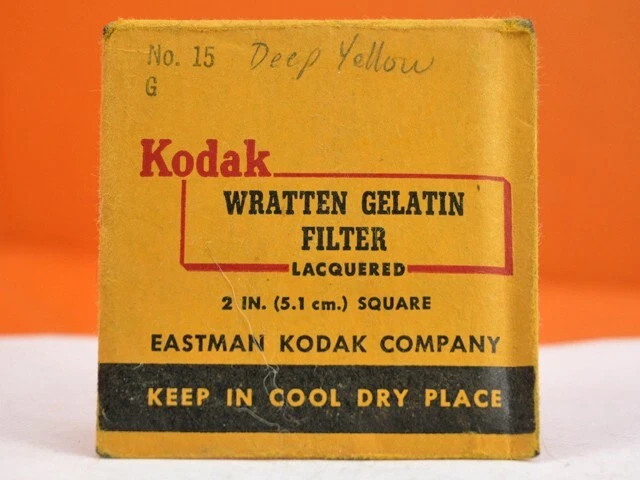 No. 15 Deep Yellow
G
Kodak
WRATTEN GELATIN
FILTER
LACQUERED
2 IN. (5.1 cm.) SQUARE
EASTMAN KODAK COMPANY
KEEP IN COOL DRY PLACE